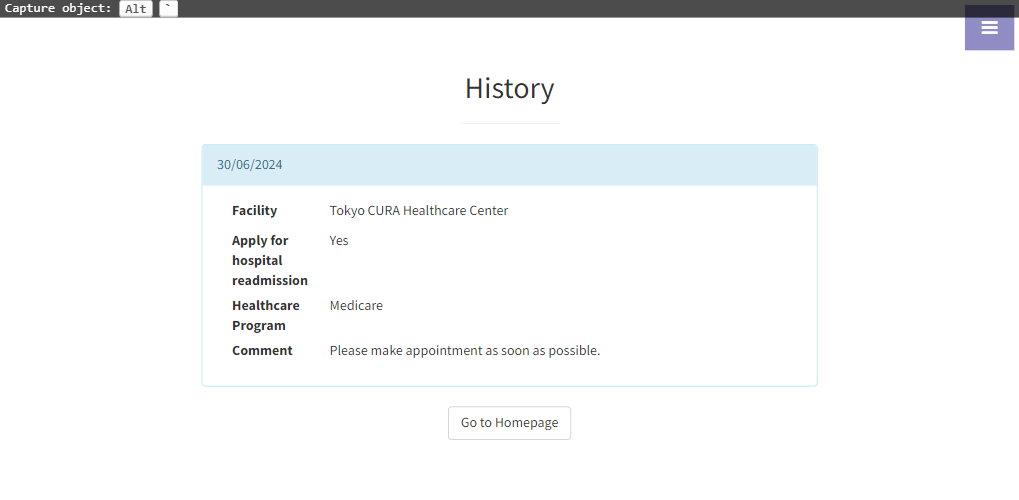 Capture object: Alt `
History
30/06/2024
Facility Tokyo CURA Healthcare Center
Apply for Yes
hospital
readmission
Healthcare Medicare
Program
Comment Please make appointment as soon as possible.
Go to Homepage